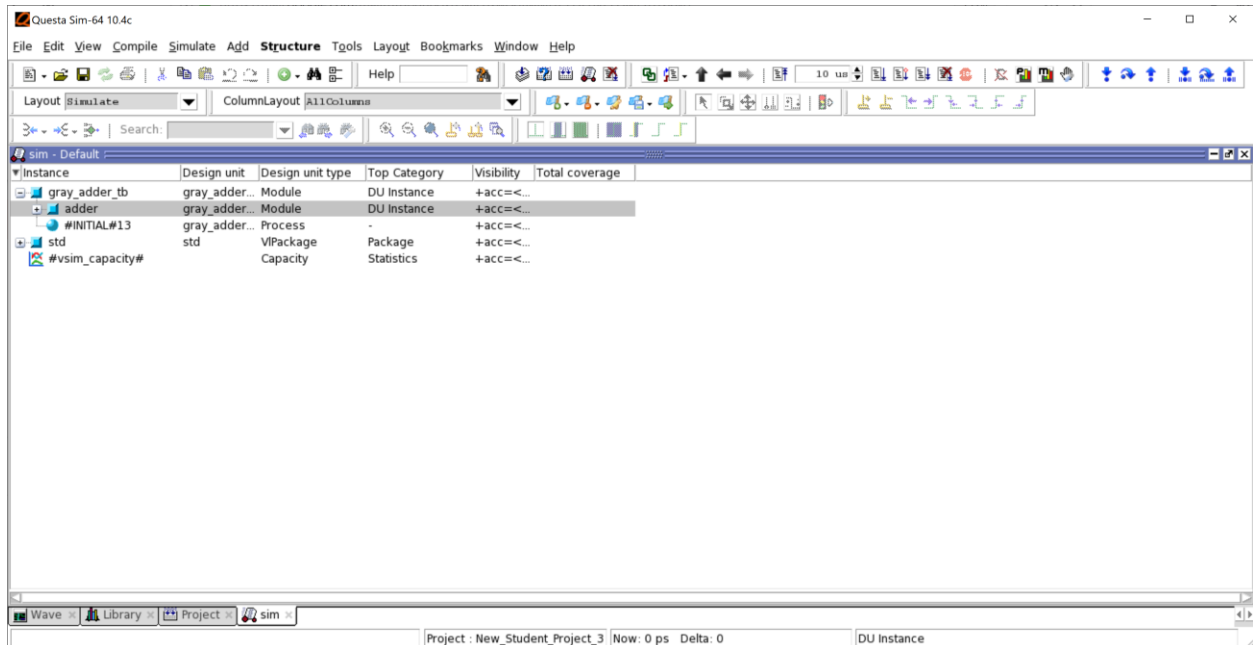 Questa Sim-64 10.4c
File Edit View Compile Simulate Add Structure Tools Layout Bookmarks Window Help
Help 10 us
Layout Simulate ColumnLayout AllColumns
Search:
sim - Default
Instance Design unit Design unit type Top Category Visibility Total coverage
gray_adder_tb gray_adder... Module DU Instance +acc=<...
adder gray_adder... Module DU Instance +acc=<...
#INITIAL#13 gray_adder... Process - +acc=<...
std std VlPackage Package +acc=<...
#vsim_capacity# Capacity Statistics +acc=<...
Wave Library Project sim
Project : New_Student_Project_3 Now: 0 ps Delta: 0 DU Instance